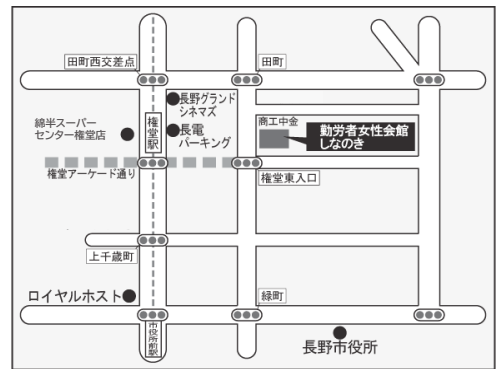 田町西交差点
田町
長野グランド
シネマズ
綿半スーパー
センター権堂店
権堂駅
長電
パーキング
商工中金
勤労者女性会館
しなのき
権堂アーケード通り
権堂東入口
上千歳町
ロイヤルホスト
緑町
市役所前駅
長野市役所